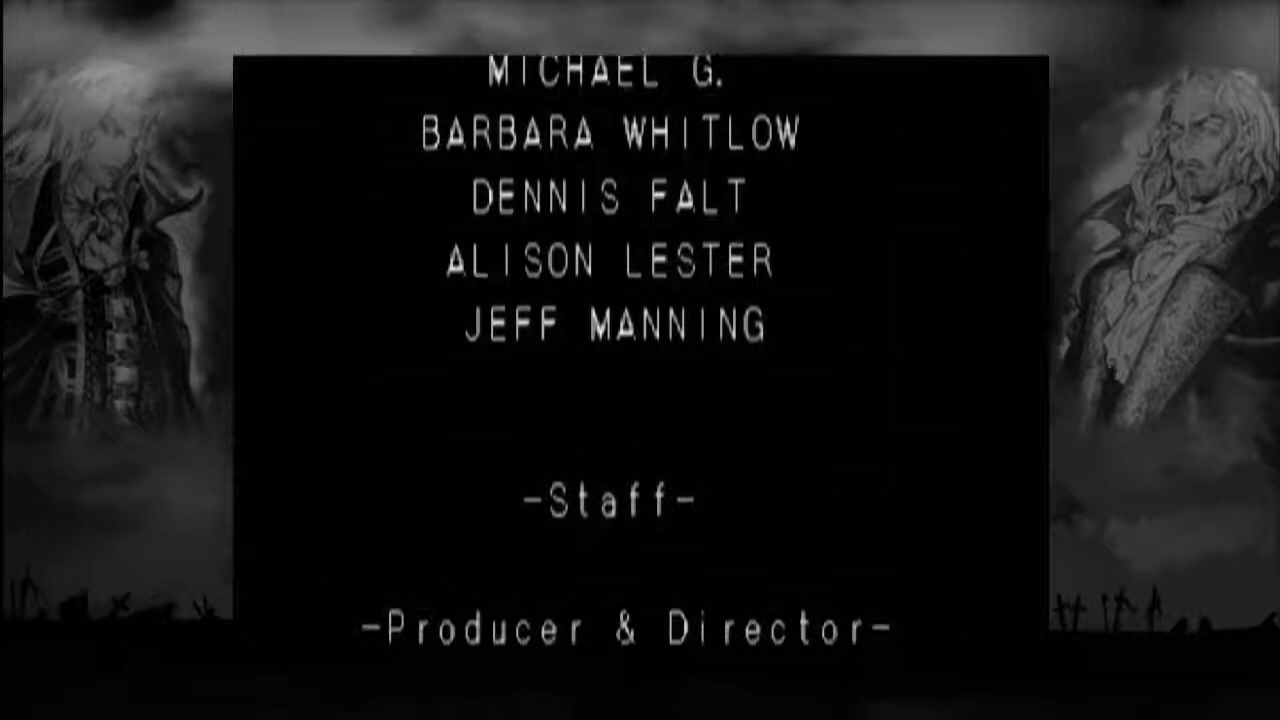 MICHAEL G.
BARBARA WHITLOW
DENNIS FALT
ALISON LESTER
JEFF MANNING
-Staff-
-Producer & Director-